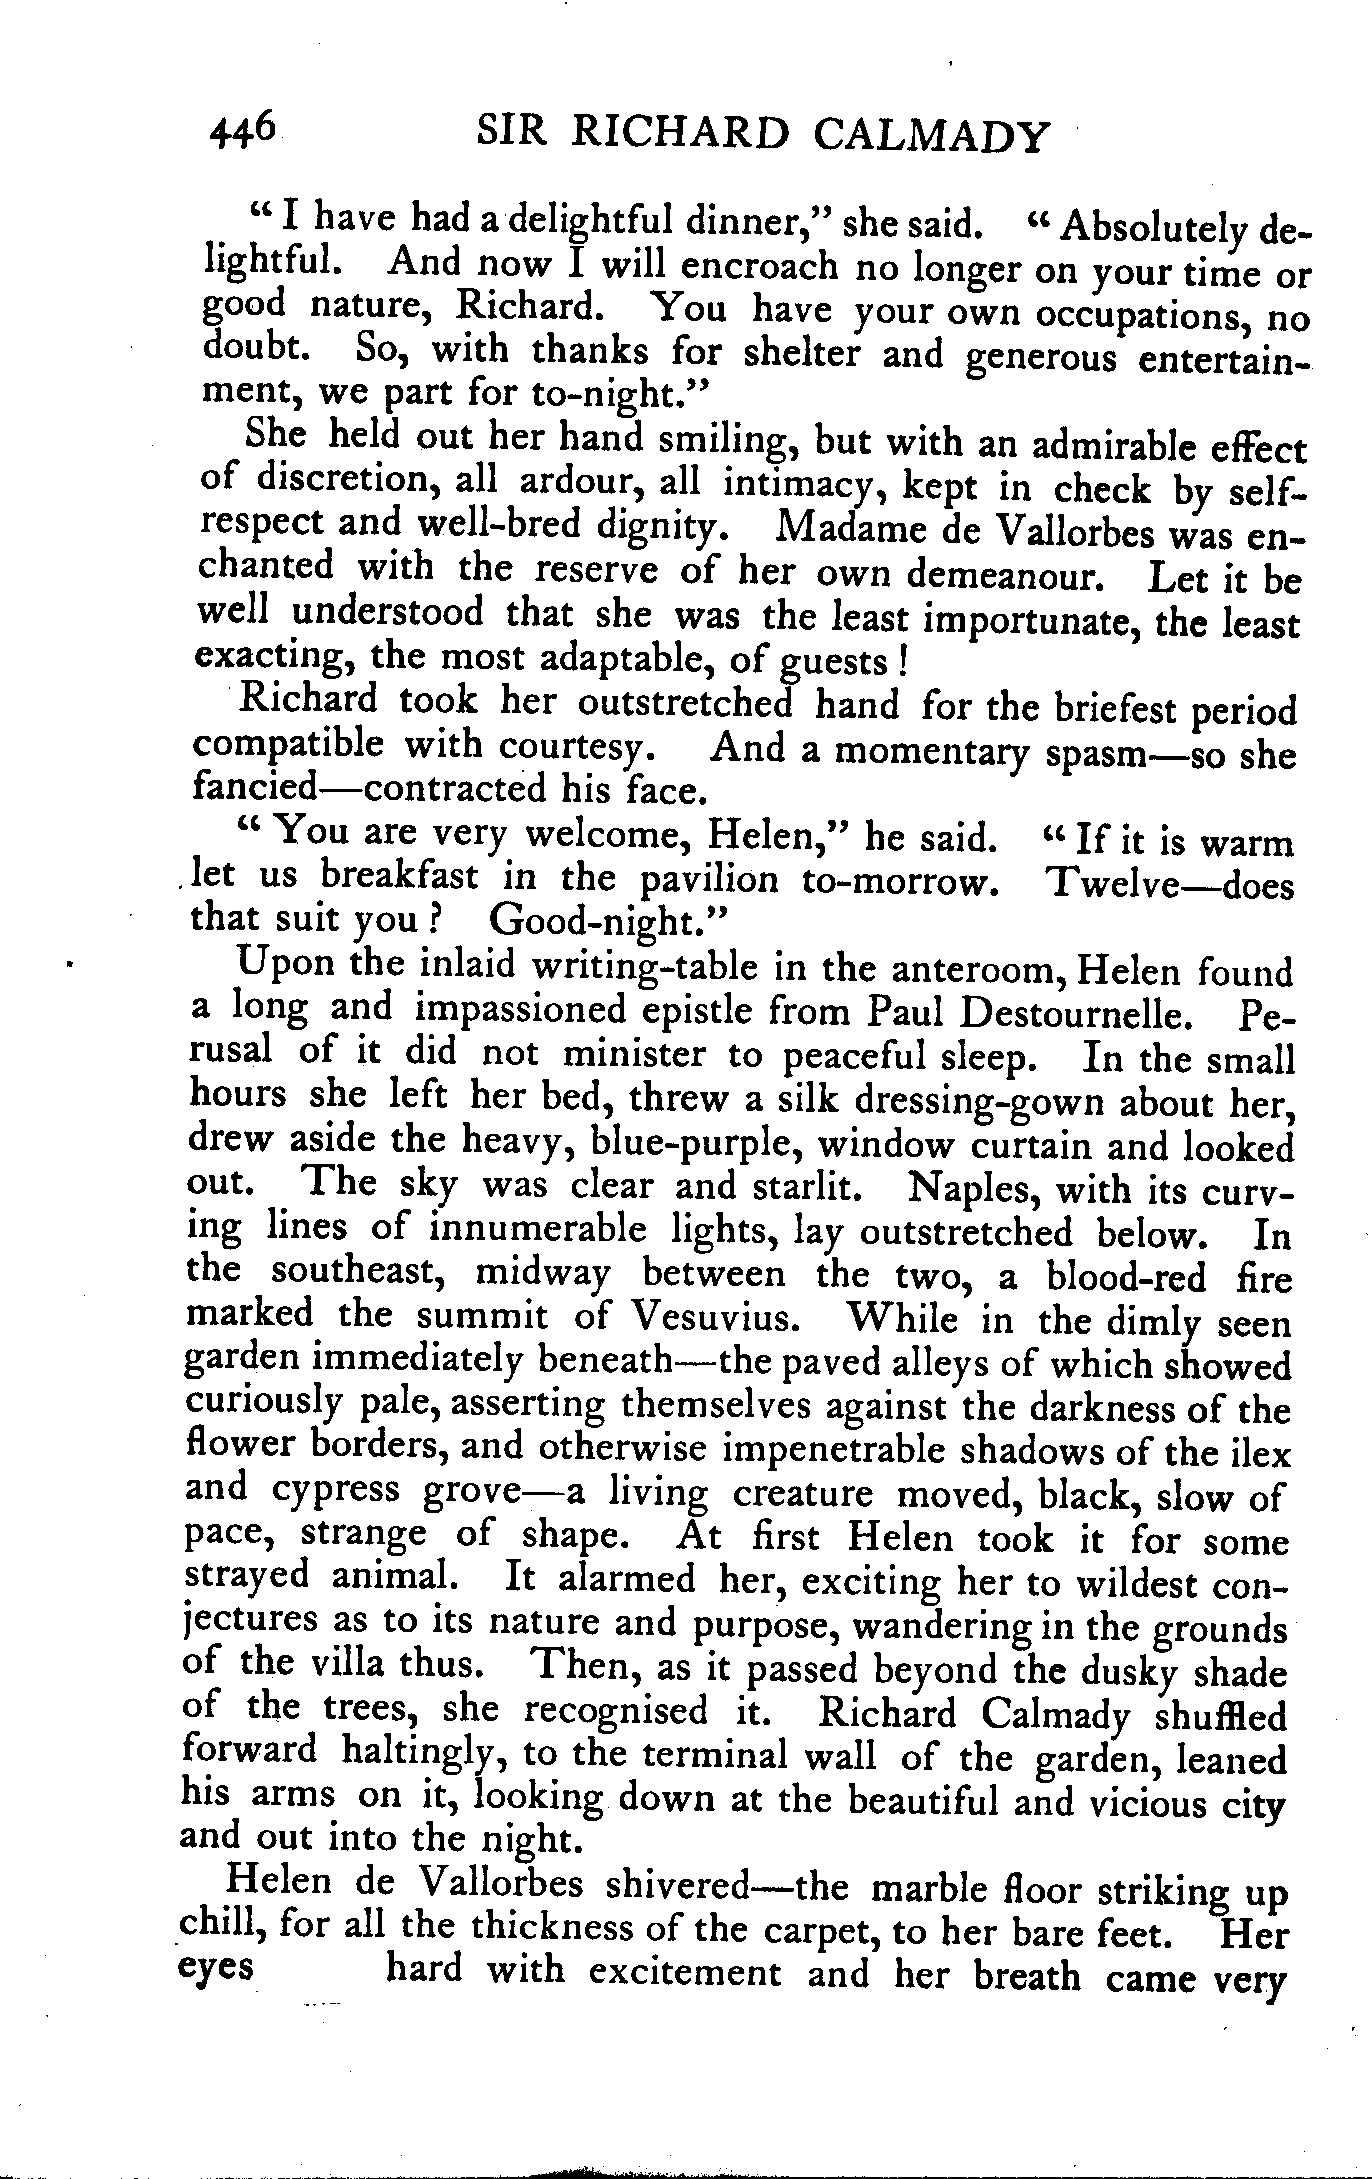 446 SIR RICHARD CALMADY
“ I have had a delightful dinner,” she said. “ Absolutely de-
lightful. And now I will encroach no longer on your time or
good nature, Richard. You have your own occupations, no
doubt. So, with thanks for shelter and generous entertain-
ment, we part for to-night.”
She held out her hand smiling, but with an admirable effect
of discretion, all ardour, all intimacy, kept in check by self-
respect and well-bred dignity. Madame de Vallorbes was en-
chanted with the reserve of her own demeanour. Let it be
well understood that she was the least importunate, the least
exacting, the most adaptable, of guests !
Richard took her outstretched hand for the briefest period
compatible with courtesy. And a momentary spasm—so she
fancied—contracted his face.
“ You are very welcome, Helen,” he said. “ If it is warm
let us breakfast in the pavilion to-morrow. Twelve—does
that suit you ? Good-night.”
Upon the inlaid writing-table in the anteroom, Helen found
a long and impassioned epistle from Paul Destournelle. Pe-
rusal of it did not minister to peaceful sleep. In the small
hours she left her bed, threw a silk dressing-gown about her,
drew aside the heavy, blue-purple, window curtain and looked
out. The sky was clear and starlit. Naples, with its curv-
ing lines of innumerable lights, lay outstretched below. In
the southeast, midway between the two, a blood-red fire
marked the summit of Vesuvius. While in the dimly seen
garden immediately beneath—the paved alleys of which showed
curiously pale, asserting themselves against the darkness of the
flower borders, and otherwise impenetrable shadows of the ilex
and cypress grove—a living creature moved, black, slow of
pace, strange of shape. At first Helen took it for some
strayed animal. It alarmed her, exciting her to wildest con-
jectures as to its nature and purpose, wandering in the grounds
of the villa thus. Then, as it passed beyond the dusky shade
of the trees, she recognised it. Richard Calmady shuffled
forward haltingly, to the terminal wall of the garden, leaned
his arms on it, looking down at the beautiful and vicious city
and out into the night.
Helen de Vallorbes shivered—the marble floor striking up
chill, for all the thickness of the carpet, to her bare feet. Her
eyes hard with excitement and her breath came very